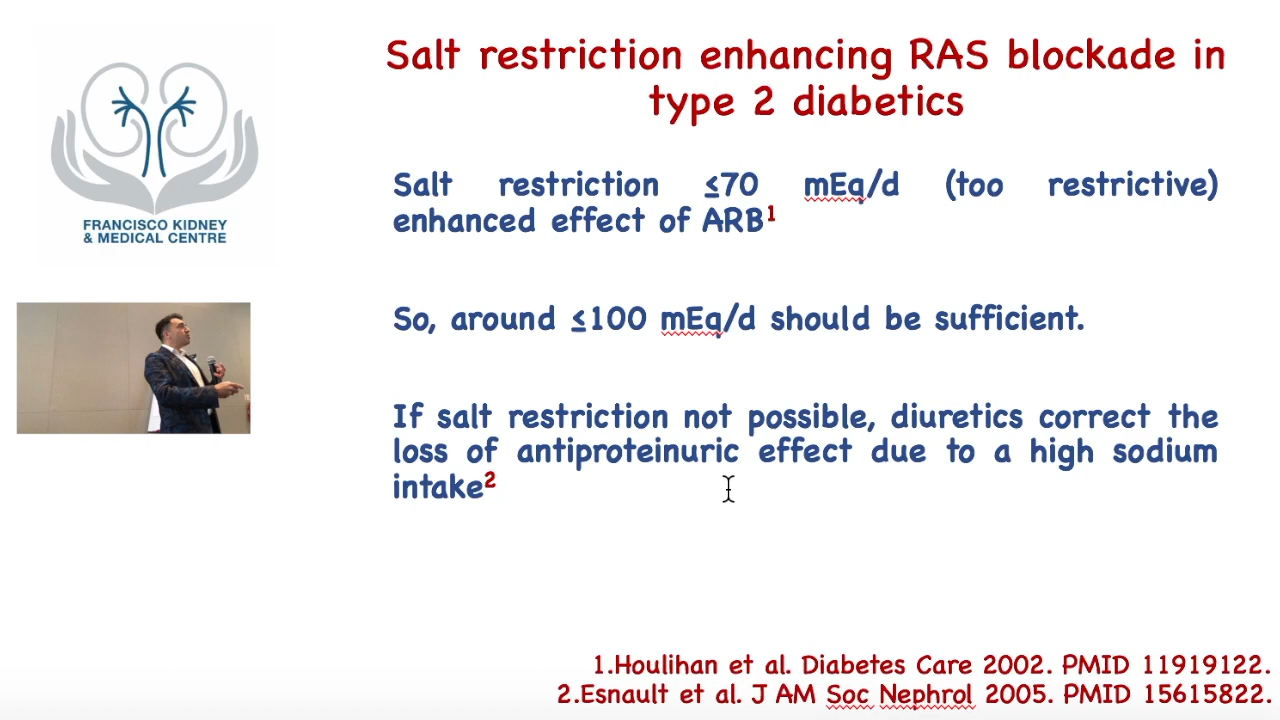 Salt restriction enhancing RAS blockade in
type 2 diabetics
FRANCISCO KIDNEY
& MEDICAL CENTRE
Salt restriction ≤70 mEq/d (too restrictive)
enhanced effect of ARB1
So, around ≤100 mEq/d should be sufficient.
If salt restriction not possible, diuretics correct the
loss of antiproteinuric effect due to a high sodium
intake2
1.Houlihan et al. Diabetes Care 2002. PMID 11919122.
2.Esnault et al. J AM Soc Nephrol 2005. PMID 15615822.